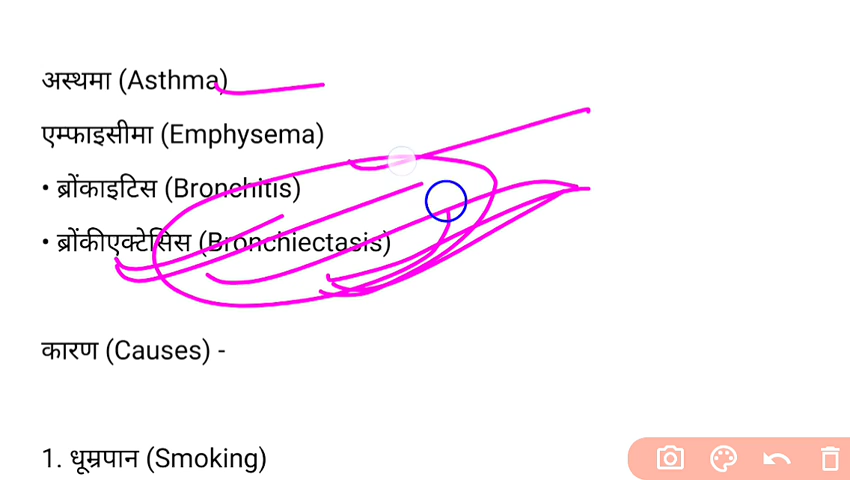 अस्थमा (Asthma)
एम्फाइसीमा (Emphysema)
• ब्रोंकाइटिस (Bronchitis)
• ब्रोंकीएक्टेसिस (Bronchiectasis)
कारण (Causes) -
1. धूम्रपान (Smoking)